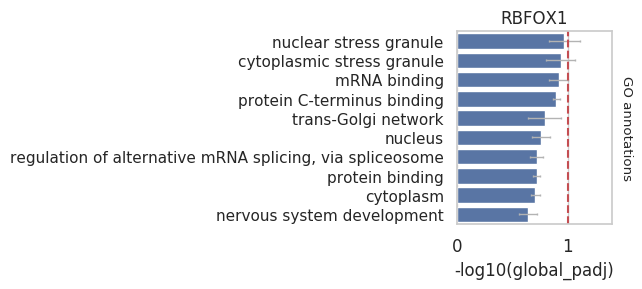 RBFOX1
nuclear stress granule
cytoplasmic stress granule
mRNA binding
protein C-terminus binding
trans-Golgi network
nucleus
regulation of alternative mRNA splicing, via spliceosome
protein binding
cytoplasm
nervous system development
GO annotations
0 1
-log10(global_padj)